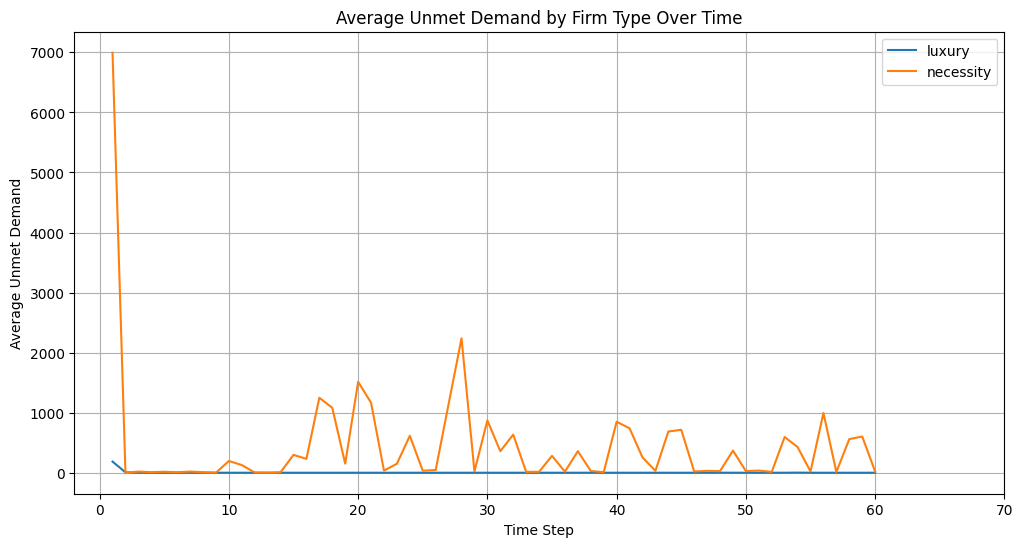 Average Unmet Demand by Firm Type Over Time
luxury
necessity
7000
6000
5000
4000
3000
2000
1000
0
Average Unmet Demand
0 10 20 30 40 50 60 70
Time Step